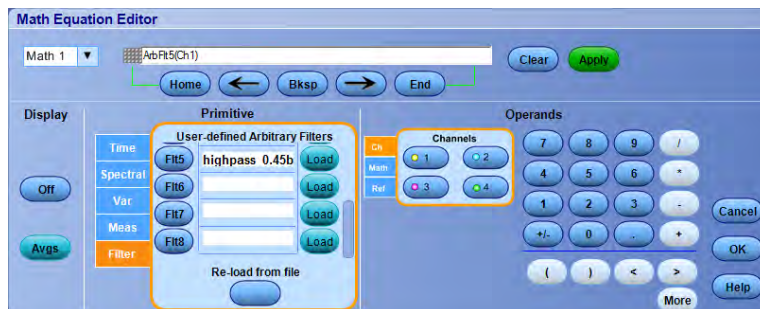 Math Equation Editor
Math 1
ArbFlt5(Ch1)
Clear
Apply
Home
Bksp
End
Display
Primitive
Operands
Off
Avgs
Time
Spectral
Var
Meas
Filter
User-defined Arbitrary Filters
Flt5 highpass 0.45b Load
Flt6 Load
Flt7 Load
Flt8 Load
Re-load from file
Ch
Math
Ref
Channels
1 2
3 4
7 8 9 /
4 5 6 *
1 2 3 -
+/- 0 . +
( ) < >
More
Cancel
OK
Help